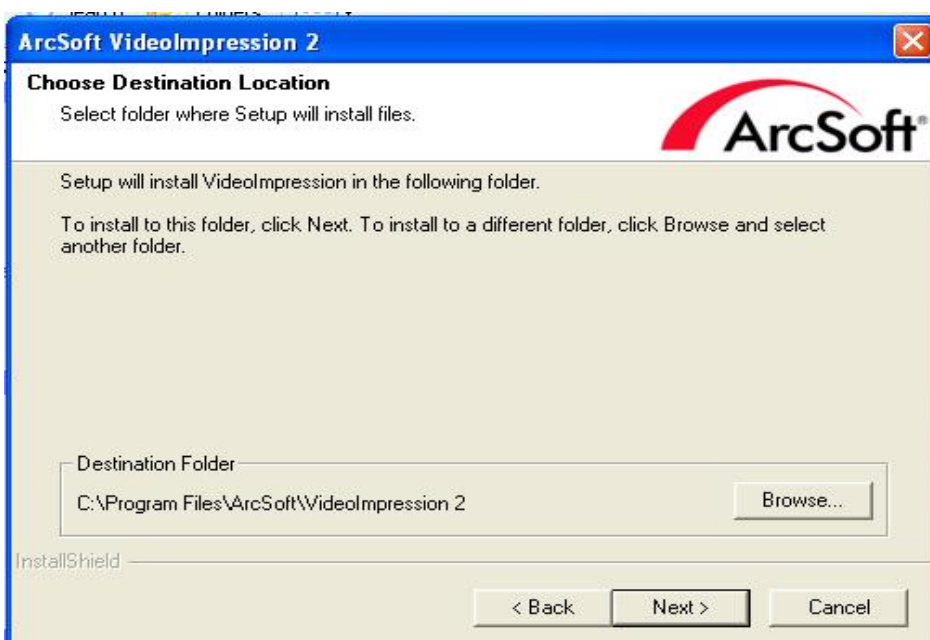 Folders
ArcSoft VideoImpression 2
Choose Destination Location
Select folder where Setup will install files.
ArcSoft®
Setup will install VideoImpression in the following folder.
To install to this folder, click Next. To install to a different folder, click Browse and select
another folder.
Destination Folder
C:\Program Files\ArcSoft\VideoImpression 2
Browse...
InstallShield
< Back
Next >
Cancel